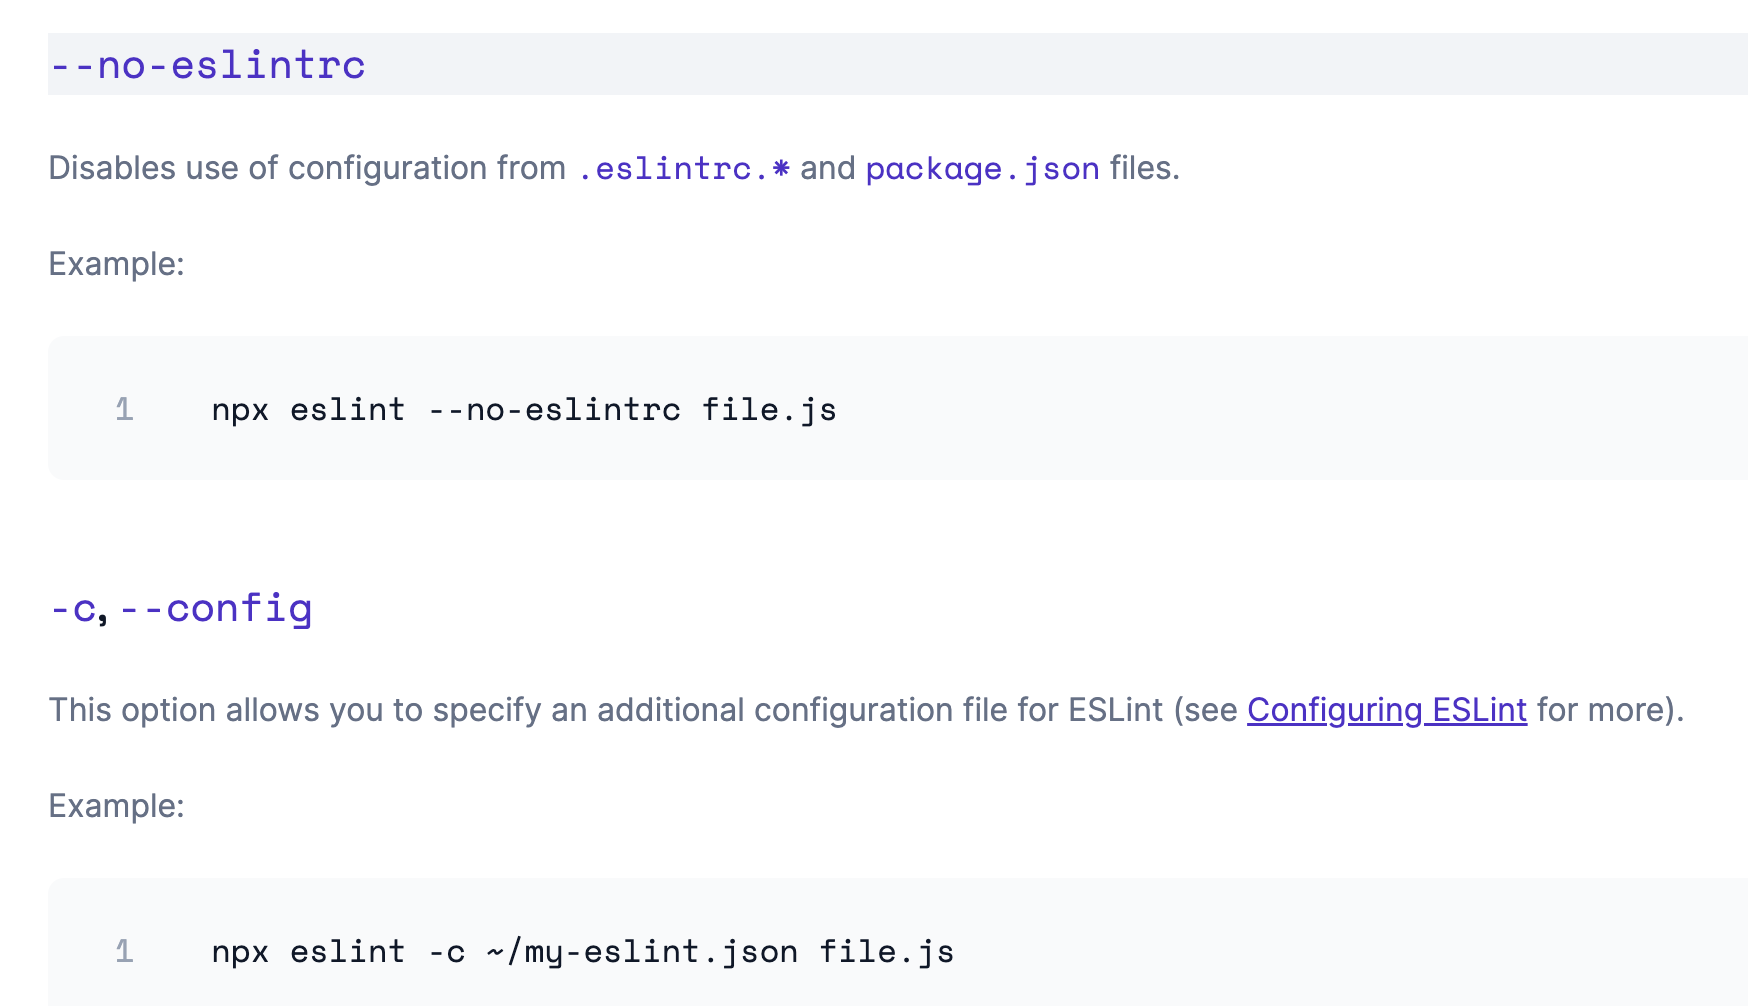 --no-eslintrc
Disables use of configuration from .eslintrc.* and package.json files.
Example:
1 npx eslint --no-eslintrc file.js
-c, --config
This option allows you to specify an additional configuration file for ESLint (see Configuring ESLint for more).
Example:
1 npx eslint -c ~/my-eslint.json file.js